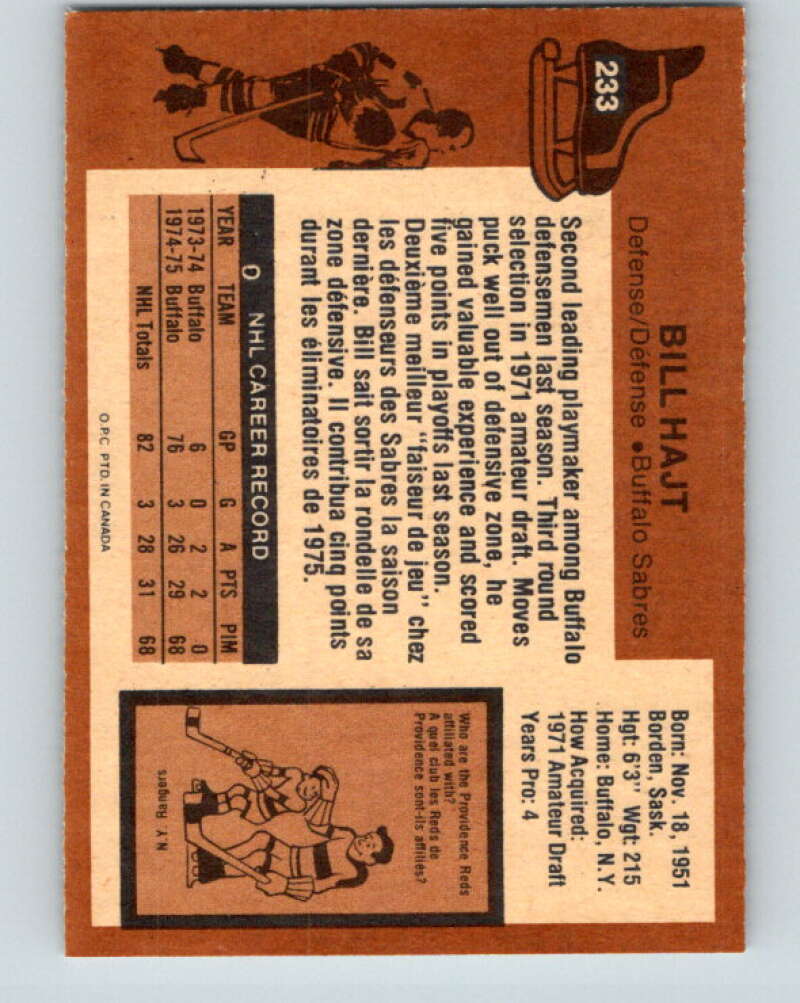 233
BILL HAJT
Defense/Défense • Buffalo Sabres
Second leading playmaker among Buffalo
defensemen last season. Third round
selection in 1971 amateur draft. Moves
puck well out of defensive zone, he
gained valuable experience and scored
five points in playoffs last season.
Deuxième meilleur "faiseur de jeu" chez
les défenseurs des Sabres la saison
dernière. Bill sait sortir la rondelle de sa
zone défensive. Il contribua cinq points
durant les éliminatoires de 1975.
NHL CAREER RECORD
YEAR TEAM GP G A PTS PIM
1973-74 Buffalo 6 0 2 2 0
1974-75 Buffalo 76 3 26 29 68
NHL Totals 82 3 28 31 68
O.P.C. PTD. IN CANADA
Born: Nov. 18, 1951
Borden, Sask.
Hgt: 6'3" Wgt: 215
Home: Buffalo, N.Y.
How Acquired:
1971 Amateur Draft
Years Pro: 4
Who are the Providence Reds
affiliated with?
A quel club les Reds de
Providence sont-ils affiliés?
N.Y. Rangers